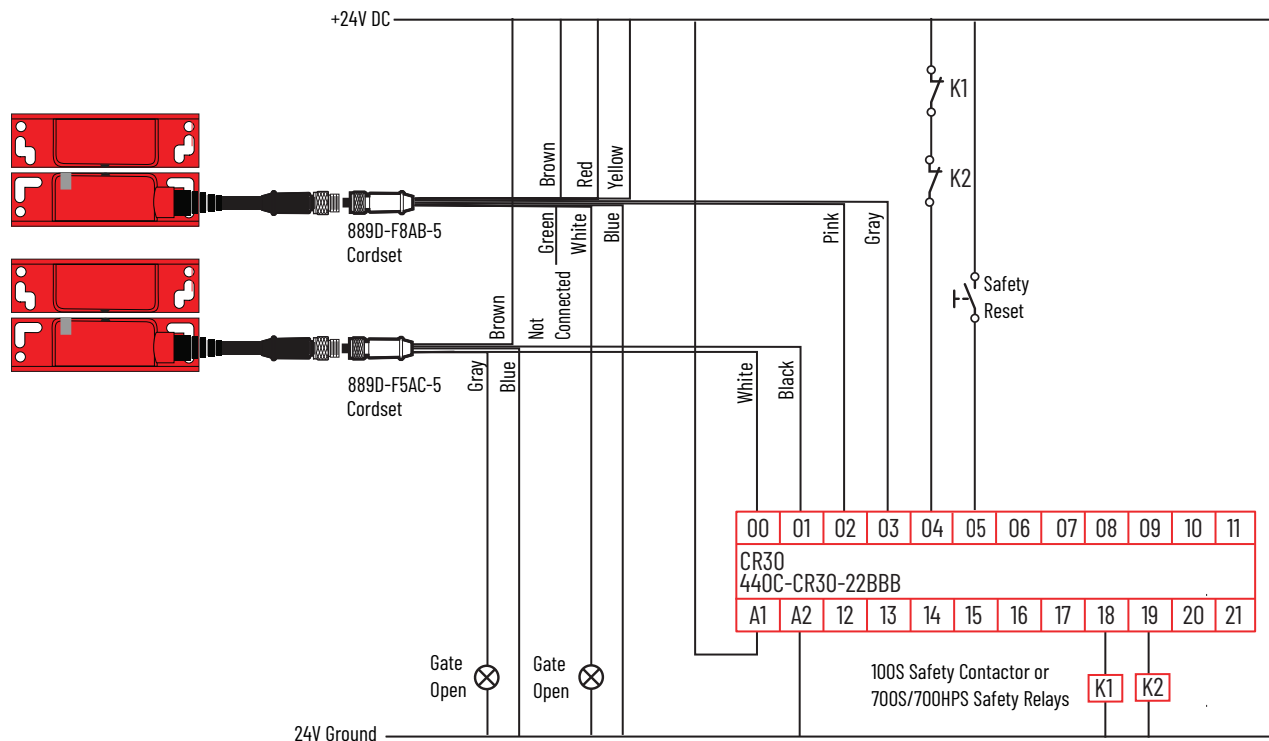 +24V DC
K1
K2
Brown
Red
Yellow
Green
White
Blue
Pink
Gray
889D-F8AB-5
Cordset
Safety
Reset
Brown
Not
Connected
Gray
Blue
White
Black
889D-F5AC-5
Cordset
00 01 02 03 04 05 06 07 08 09 10 11
CR30
440C-CR30-22BBB
A1 A2 12 13 14 15 16 17 18 19 20 21
Gate
Open
Gate
Open
100S Safety Contactor or
700S/700HPS Safety Relays
K1
K2
24V Ground